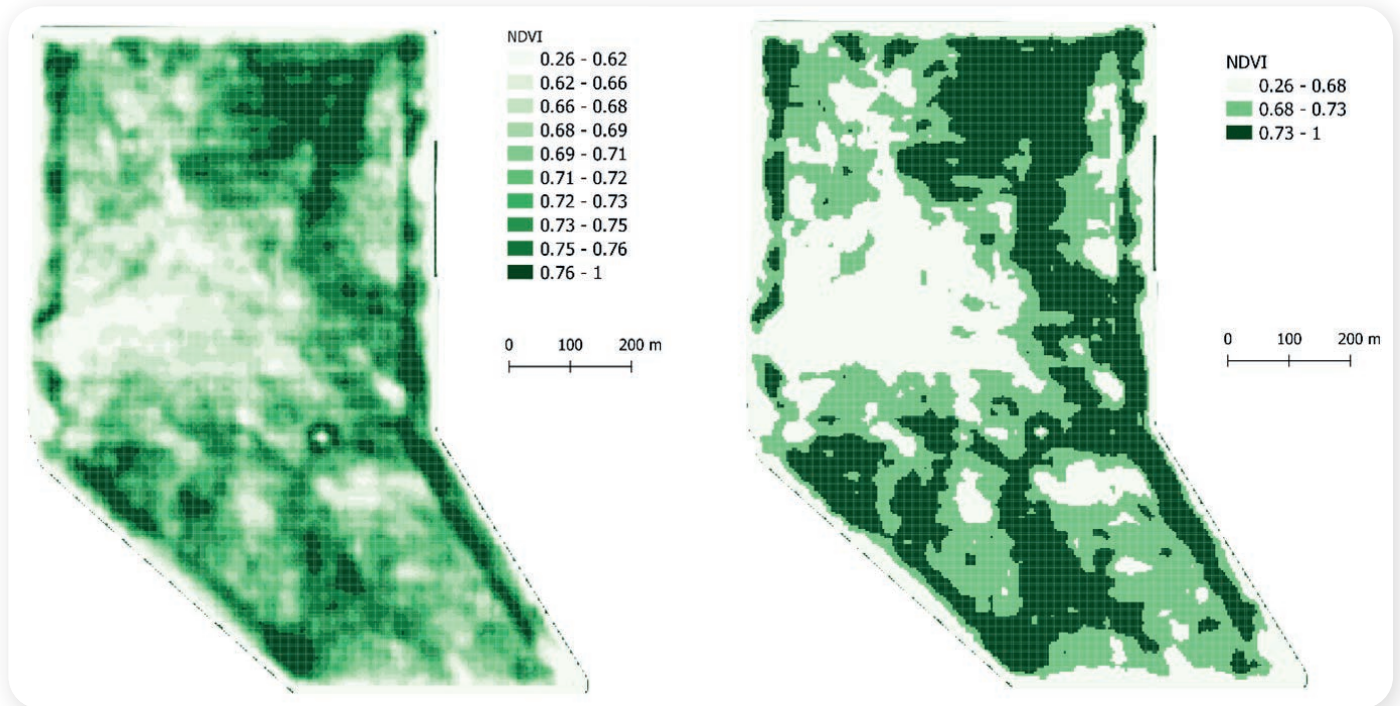 NDVI
0.26 - 0.62
0.62 - 0.66
0.66 - 0.68
0.68 - 0.69
0.69 - 0.71
0.71 - 0.72
0.72 - 0.73
0.73 - 0.75
0.75 - 0.76
0.76 - 1
0 100 200 m
NDVI
0.26 - 0.68
0.68 - 0.73
0.73 - 1
0 100 200 m